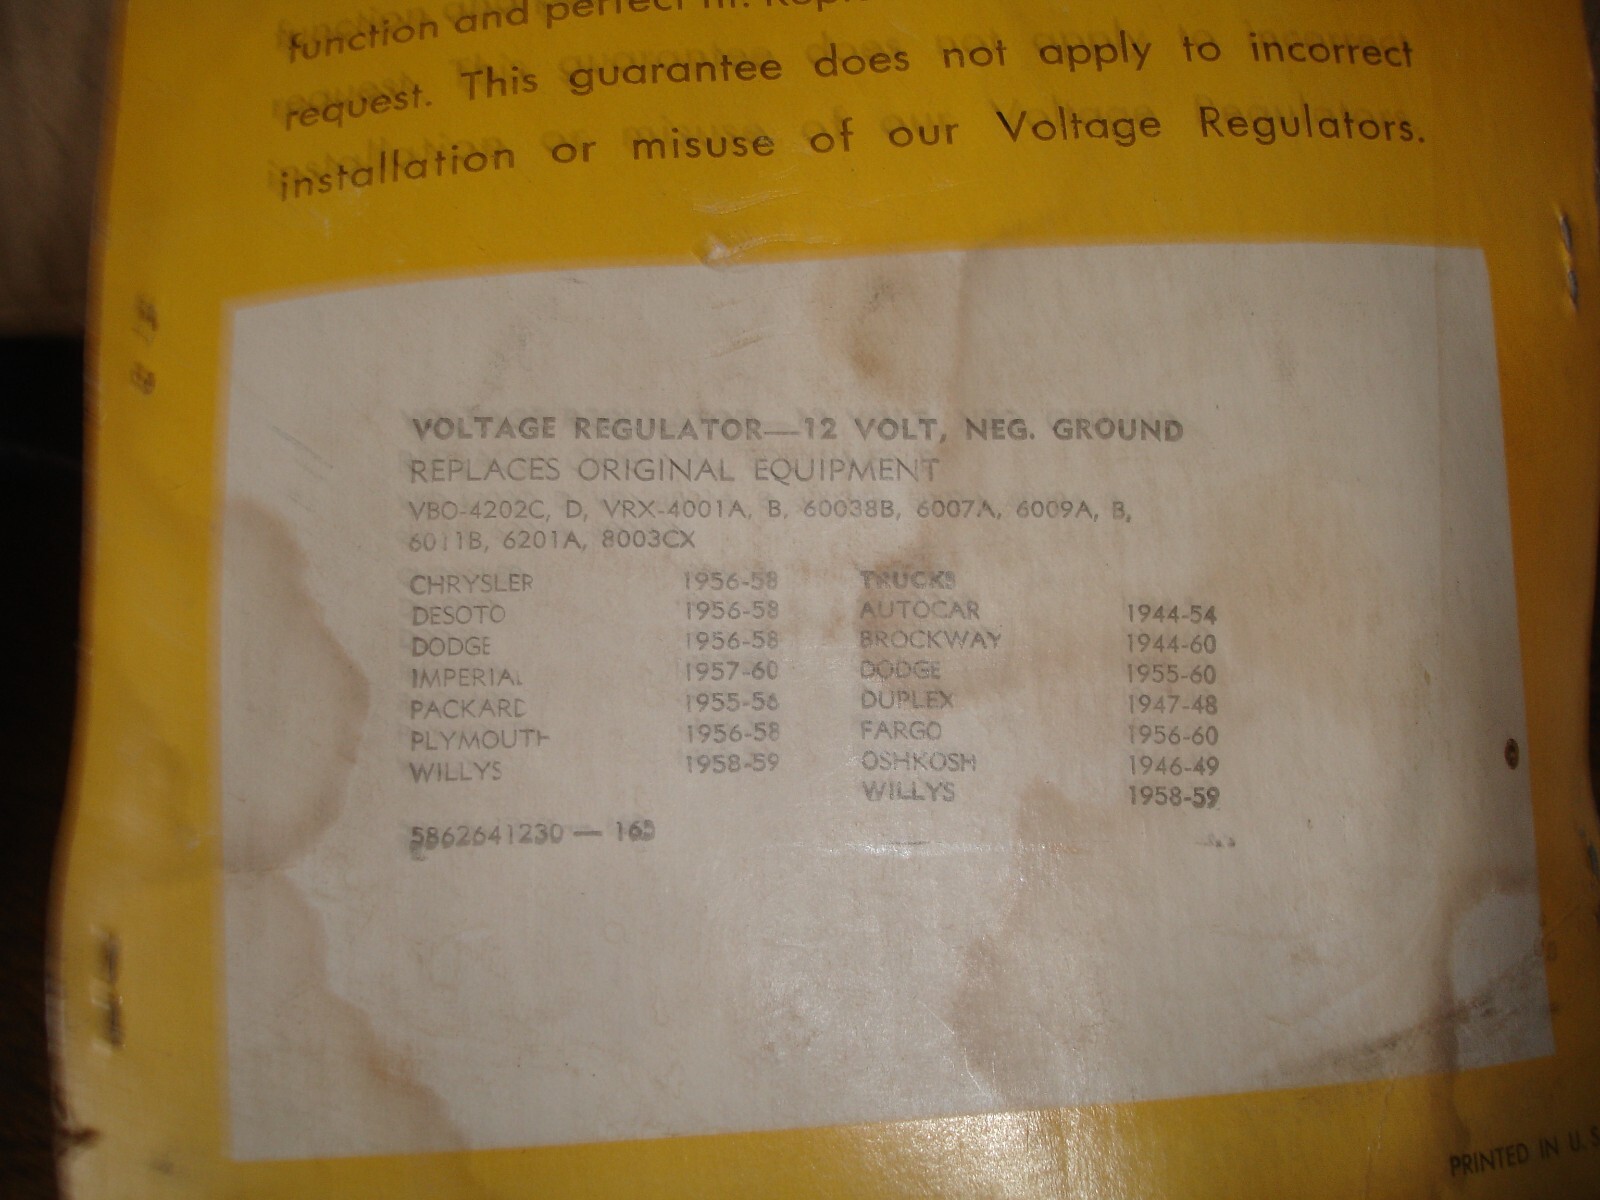 function and perfect fit.
request. This guarantee does not apply to incorrect
installation or misuse of our Voltage Regulators.
VOLTAGE REGULATOR—12 VOLT, NEG. GROUND
REPLACES ORIGINAL EQUIPMENT
VBO-4202C, D, VRX-4001A, B, 60038B, 6007A, 6009A, B,
6011B, 6201A, 8003CX
CHRYSLER 1956-58 TRUCKS
DESOTO 1956-58 AUTOCAR 1944-54
DODGE 1956-58 BROCKWAY 1944-60
IMPERIAL 1957-60 DODGE 1955-60
PACKARD 1955-56 DUPLEX 1947-48
PLYMOUTH 1956-58 FARGO 1956-60
WILLYS 1958-59 OSHKOSH 1946-49
WILLYS 1958-59
5862641230 — 165
PRINTED IN U.S